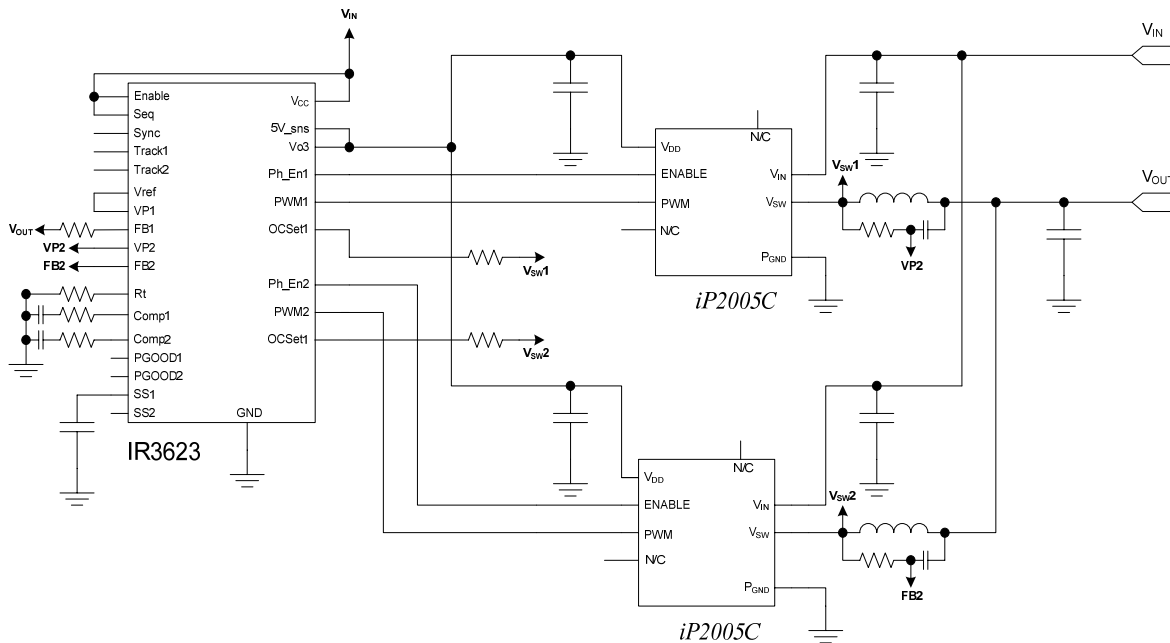 VIN
VIN
Enable
Seq
Sync
Track1
Track2
Vref
VP1
FB1
VP2
FB2
Rt
Comp1
Comp2
PGOOD1
PGOOD2
SS1
SS2
VCC
5V_sns
Vo3
Ph_En1
PWM1
OCSet1
Ph_En2
PWM2
OCSet1
GND
IR3623
VOUT
VP2
FB2
VSW1
VSW2
N/C
VDD
ENABLE
PWM
N/C
VIN
VSW
PGND
iP2005C
VSW1
VP2
VOUT
N/C
VDD
ENABLE
PWM
N/C
VIN
VSW
PGND
iP2005C
VSW2
FB2